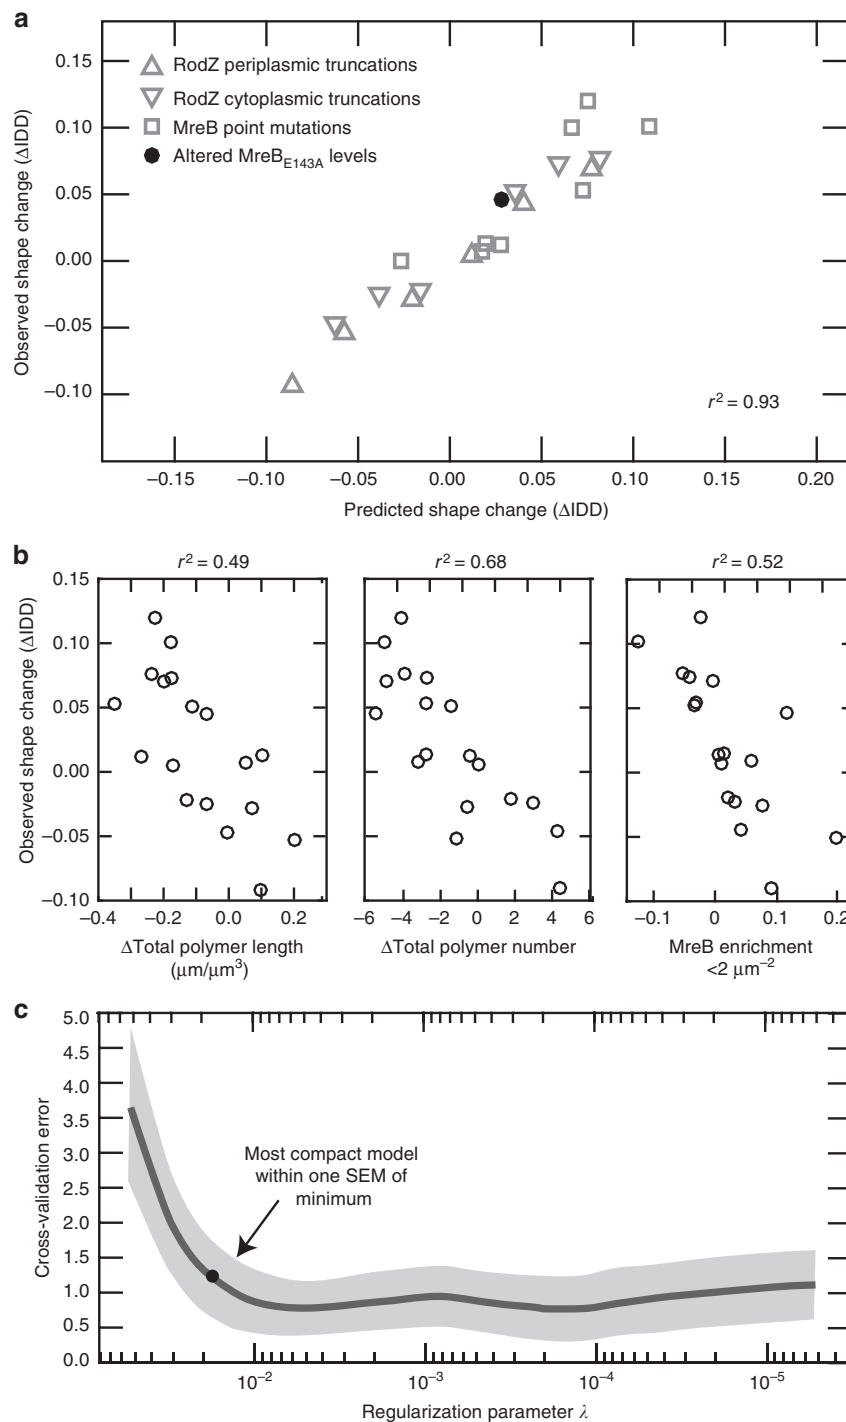 a
Observed shape change (ΔIDD)
0.15
0.10
0.05
0.00
–0.05
–0.10
RodZ periplasmic truncations
RodZ cytoplasmic truncations
MreB point mutations
Altered MreB_E143A levels
r² = 0.93
–0.15 –0.10 –0.05 0.00 0.05 0.10 0.15 0.20
Predicted shape change (ΔIDD)
b
r² = 0.49 r² = 0.68 r² = 0.52
Observed shape change (ΔIDD)
0.15
0.10
0.05
0.00
–0.05
–0.10
–0.4 –0.2 0.0 0.2
–6 –4 –2 0 2 4 6
–0.1 0 0.1 0.2
ΔTotal polymer length
(μm/μm³)
ΔTotal polymer number
MreB enrichment
<2 μm⁻²
c
Cross-validation error
5.0
4.5
4.0
3.5
3.0
2.5
2.0
1.5
1.0
0.5
0.0
Most compact model
within one SEM of
minimum
10⁻² 10⁻³ 10⁻⁴ 10⁻⁵
Regularization parameter λ